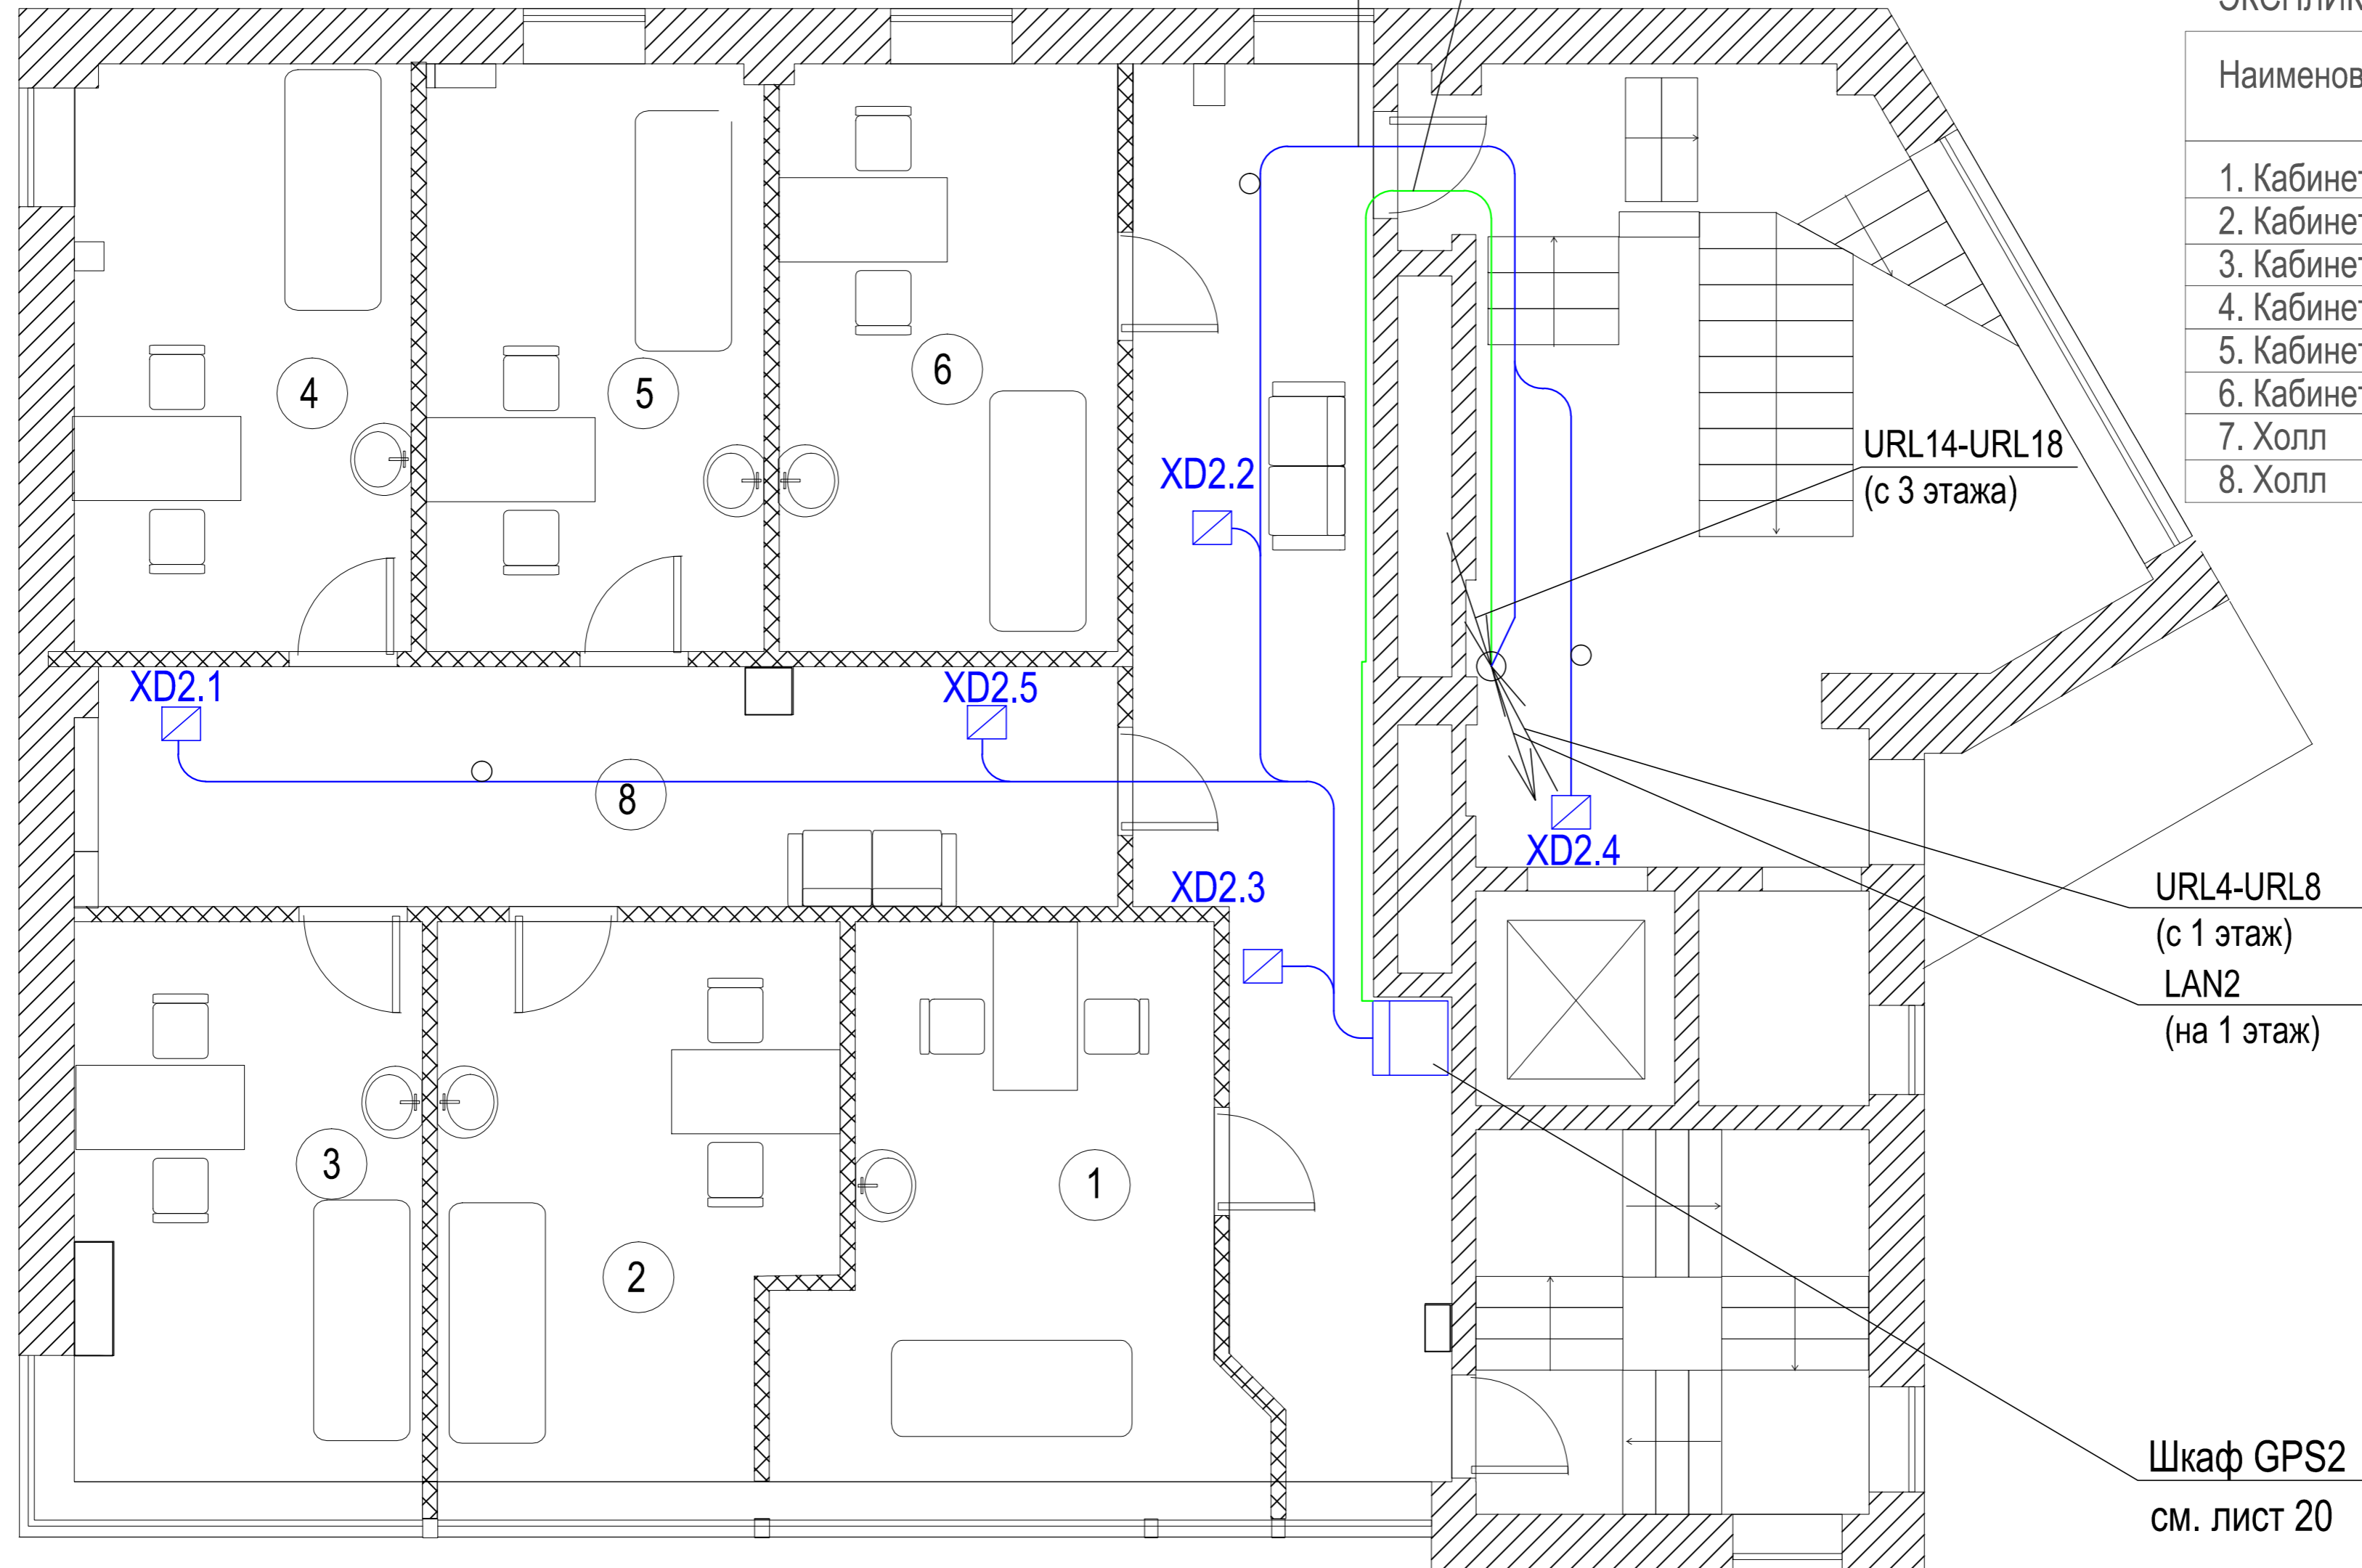 Наименов
1. Кабинет
2. Кабинет
3. Кабинет
4. Кабинет
5. Кабинет
6. Кабинет
7. Холл
8. Холл
4
5
6
XD2.2
URL14-URL18
(с 3 этажа)
XD2.1
XD2.5
8
XD2.4
XD2.3
URL4-URL8
(с 1 этаж)
LAN2
(на 1 этаж)
3
1
2
Шкаф GPS2
см. лист 20